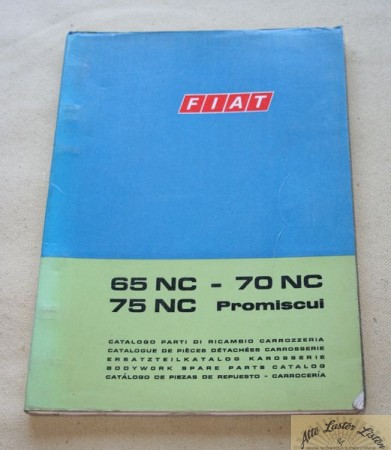 FIAT
65 NC - 70 NC
75 NC Promiscui
CATALOGO PARTI DI RICAMBIO CARROZZERIA
CATALOGUE DE PIÈCES DÉTACHÉES CARROSSERIE
ERSATZTEILKATALOG KAROSSERIE
BODYWORK SPARE PARTS CATALOG
CATÁLOGO DE PIEZAS DE REPUESTO - CARROCERÍA
Alte Laster Listen